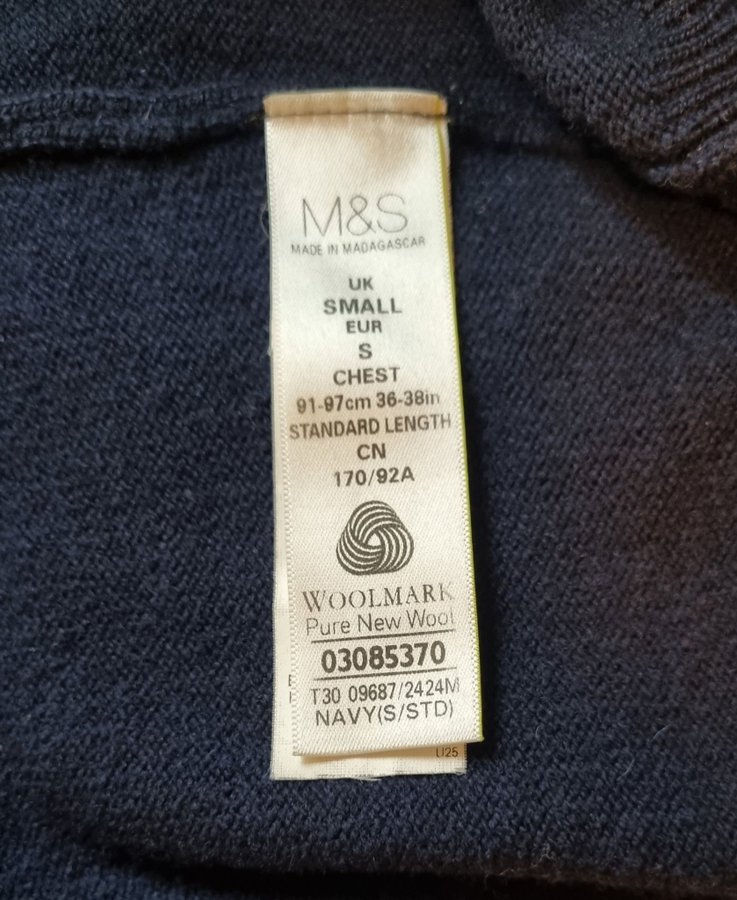 M&S
MADE IN MADAGASCAR
UK
SMALL
EUR
S
CHEST
91-97cm 36-38in
STANDARD LENGTH
CN
170/92A
WOOLMARK
Pure New Wool
03085370
T30 09687/2424M
NAVY(S/STD)
U25